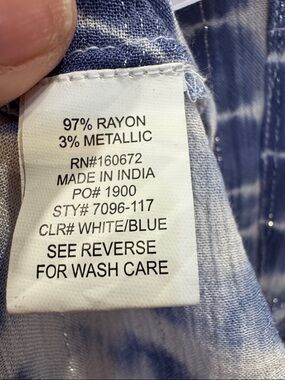 97% RAYON
3% METALLIC
RN#160672
MADE IN INDIA
PO# 1900
STY# 7096-117
CLR# WHITE/BLUE
SEE REVERSE
FOR WASH CARE